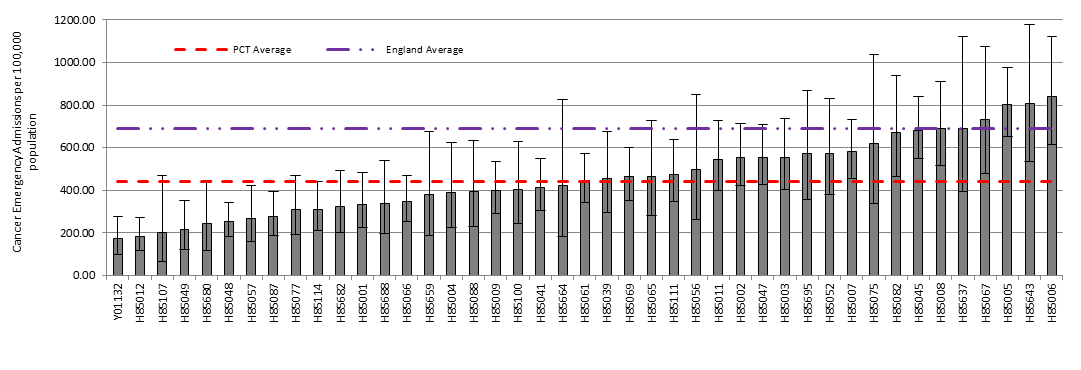 Cancer Emergency Admissions per 100,000
population
1200.00
1000.00
800.00
600.00
400.00
200.00
0.00
PCT Average
England Average
Y01132
H85012
H85107
H85049
H85680
H85048
H85057
H85087
H85077
H85114
H85682
H85001
H85688
H85066
H85659
H85004
H85088
H85009
H85100
H85041
H85664
H85061
H85039
H85069
H85065
H85111
H85056
H85011
H85002
H85047
H85003
H85695
H85052
H85007
H85075
H85082
H85045
H85008
H85637
H85067
H85005
H85643
H85006